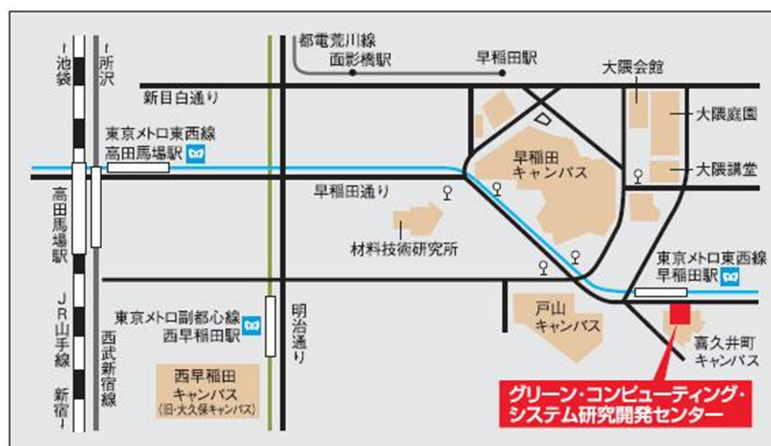 都電荒川線
面影橋駅
早稲田駅
大隈会館
←池袋
←所沢
新目白通り
大隈庭園
東京メトロ東西線
高田馬場駅
早稲田
キャンパス
大隈講堂
高田馬場駅
早稲田通り
材料技術研究所
東京メトロ東西線
早稲田駅
東京メトロ副都心線
西早稲田駅
明治通り
戸山
キャンパス
喜久井町
キャンパス
JR山手線
西武新宿線
西早稲田
キャンパス
(旧・大久保キャンパス)
新宿→
グリーン・コンピューティング・
システム研究開発センター